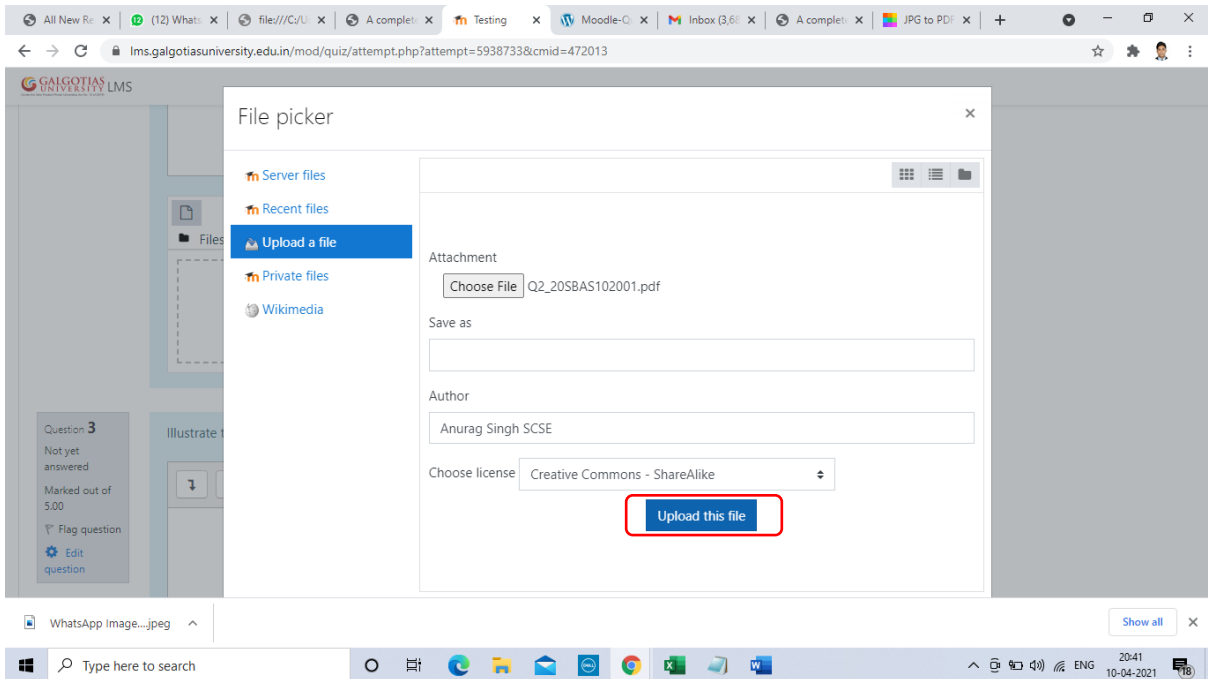 All New Re
(12) Whats
file:///C:/U
A complet
Testing
Moodle-Q
Inbox (3,68
A complet
JPG to PDF
lms.galgotiasuniversity.edu.in/mod/quiz/attempt.php?attempt=5938733&cmid=472013
GALGOTIAS
UNIVERSITY LMS
File picker
Server files
Recent files
Upload a file
Private files
Wikimedia
Files
Attachment
Choose File Q2_20SBAS102001.pdf
Save as
Author
Anurag Singh SCSE
Choose license Creative Commons - ShareAlike
Upload this file
Question 3
Not yet
answered
Marked out of
5.00
Flag question
Edit
question
Illustrate t
WhatsApp Image....jpeg
Show all
Type here to search
DELL
ENG
20:41
10-04-2021
18